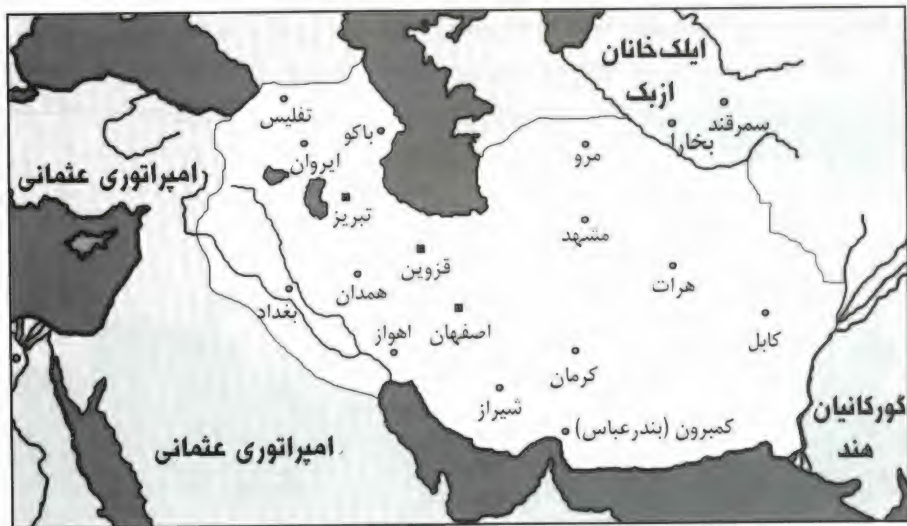 ایلک‌خانان
ازبک
سمرقند
بخارا
تفلیس
باکو
ایروان
مرو
امپراتوری عثمانی
تبریز
مشهد
قزوین
هرات
همدان
بغداد
اصفهان
اهواز
کابل
کرمان
شیراز
گورکانیان
هند
کمبرون (بندرعباس)
امپراتوری عثمانی